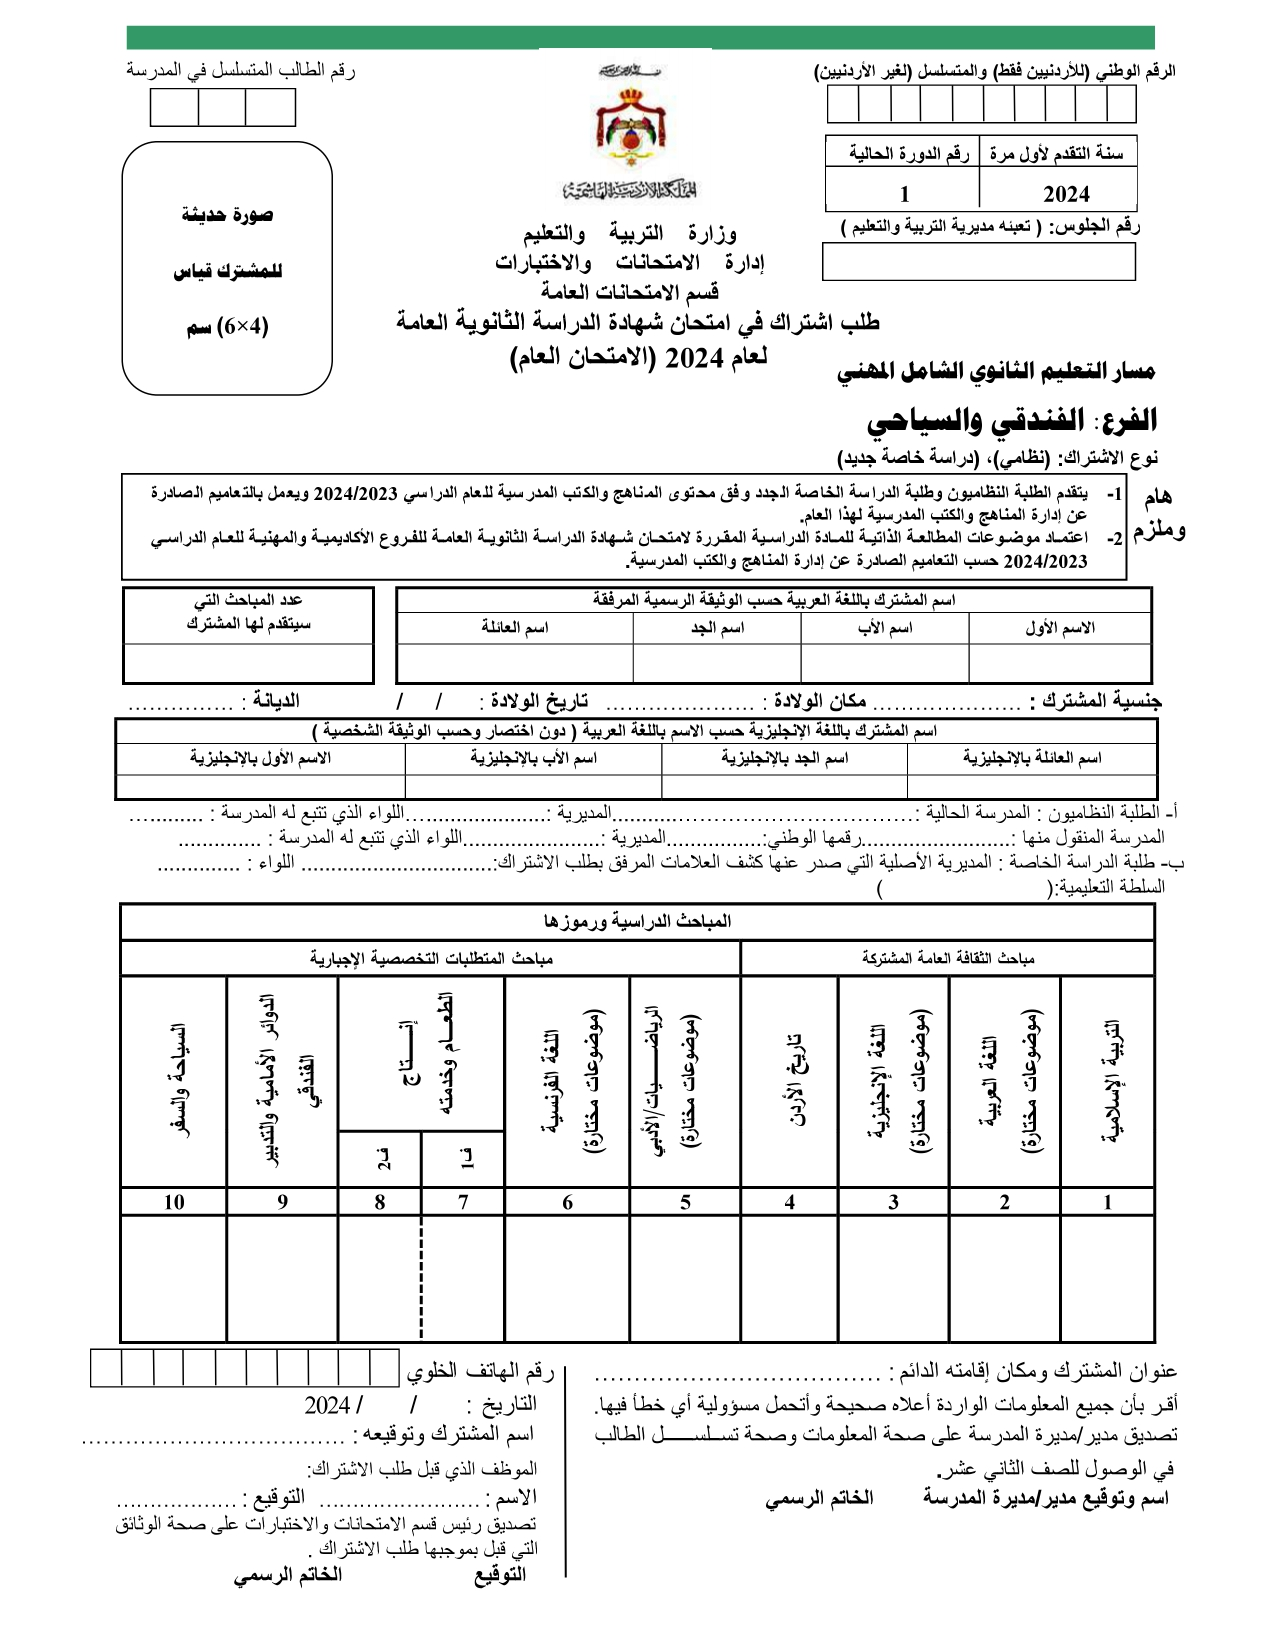 الرقم الوطني (للأردنيين فقط) والمتسلسل (لغير الأردنيين)
رقم الطالب المتسلسل في المدرسة
سنة التقدم لأول مرة رقم الدورة الحالية
2024 1
رقم الجلوس: ( تعبئه مديرية التربية والتعليم )
المملكة الأردنية الهاشمية
صورة حديثة
للمشترك قياس
(4×6) سم
وزارة التربية والتعليم
إدارة الامتحانات والاختبارات
قسم الامتحانات العامة
طلب اشتراك في امتحان شهادة الدراسة الثانوية العامة
لعام 2024 (الامتحان العام)
مسار التعليم الثانوي الشامل المهني
الفرع: الفندقي والسياحي
نوع الاشتراك: (نظامي)، (دراسة خاصة جديد)
هام
وملزم
1- يتقدم الطلبة النظاميون وطلبة الدراسة الخاصة الجدد وفق محتوى المناهج والكتب المدرسية للعام الدراسي 2024/2023 ويعمل بالتعاميم الصادرة
عن إدارة المناهج والكتب المدرسية لهذا العام.
2- اعتماد موضوعات المطالعة الذاتية للمادة الدراسية المقررة لامتحان شهادة الدراسة الثانوية العامة للفروع الأكاديمية والمهنية للعام الدراسي
2024/2023 حسب التعاميم الصادرة عن إدارة المناهج والكتب المدرسية.
اسم المشترك باللغة العربية حسب الوثيقة الرسمية المرفقة
الاسم الأول اسم الأب اسم الجد اسم العائلة
عدد المباحث التي
سيتقدم لها المشترك
جنسية المشترك : ..................... مكان الولادة : ..................... تاريخ الولادة : / / الديانة : ...............
اسم المشترك باللغة الإنجليزية حسب الاسم باللغة العربية ( دون اختصار وحسب الوثيقة الشخصية )
اسم العائلة بالإنجليزية اسم الجد بالإنجليزية اسم الأب بالإنجليزية الاسم الأول بالإنجليزية
أ- الطلبة النظاميون : المدرسة الحالية :..........................................المديرية :.........................اللواء الذي تتبع له المدرسة : ............
المدرسة المنقول منها :.........................رقمها الوطني:................المديرية :.......................اللواء الذي تتبع له المدرسة : ..............
ب- طلبة الدراسة الخاصة : المديرية الأصلية التي صدر عنها كشف العلامات المرفق بطلب الاشتراك:................................ اللواء : ..............
السلطة التعليمية:( )
المباحث الدراسية ورموزها
مباحث الثقافة العامة المشتركة مباحث المتطلبات التخصصية الإجبارية
التربية الإسلامية
اللغة العربية
(موضوعات مختارة)
اللغة الإنجليزية
(موضوعات مختارة)
تاريخ الأردن
الرياضيات/الأدبي
(موضوعات مختارة)
اللغة الفرنسية
(موضوعات مختارة)
إنتاج
الطعام وخدمته
ف1 ف2
الدوائر الأمامية والتدبير
الفندقي
السياحة والسفر
1 2 3 4 5 6 7 8 9 10
عنوان المشترك ومكان إقامته الدائم : ....................................
أقر بأن جميع المعلومات الواردة أعلاه صحيحة وأتحمل مسؤولية أي خطأ فيها.
تصديق مدير/مديرة المدرسة على صحة المعلومات وصحة تسلسل الطالب
في الوصول للصف الثاني عشر.
اسم وتوقيع مدير/مديرة المدرسة الخاتم الرسمي
رقم الهاتف الخلوي
التاريخ : / / 2024
اسم المشترك وتوقيعه : ....................................
الموظف الذي قبل طلب الاشتراك:
الاسم : ........................ التوقيع : ..................
تصديق رئيس قسم الامتحانات والاختبارات على صحة الوثائق
التي قبل بموجبها طلب الاشتراك .
التوقيع الخاتم الرسمي